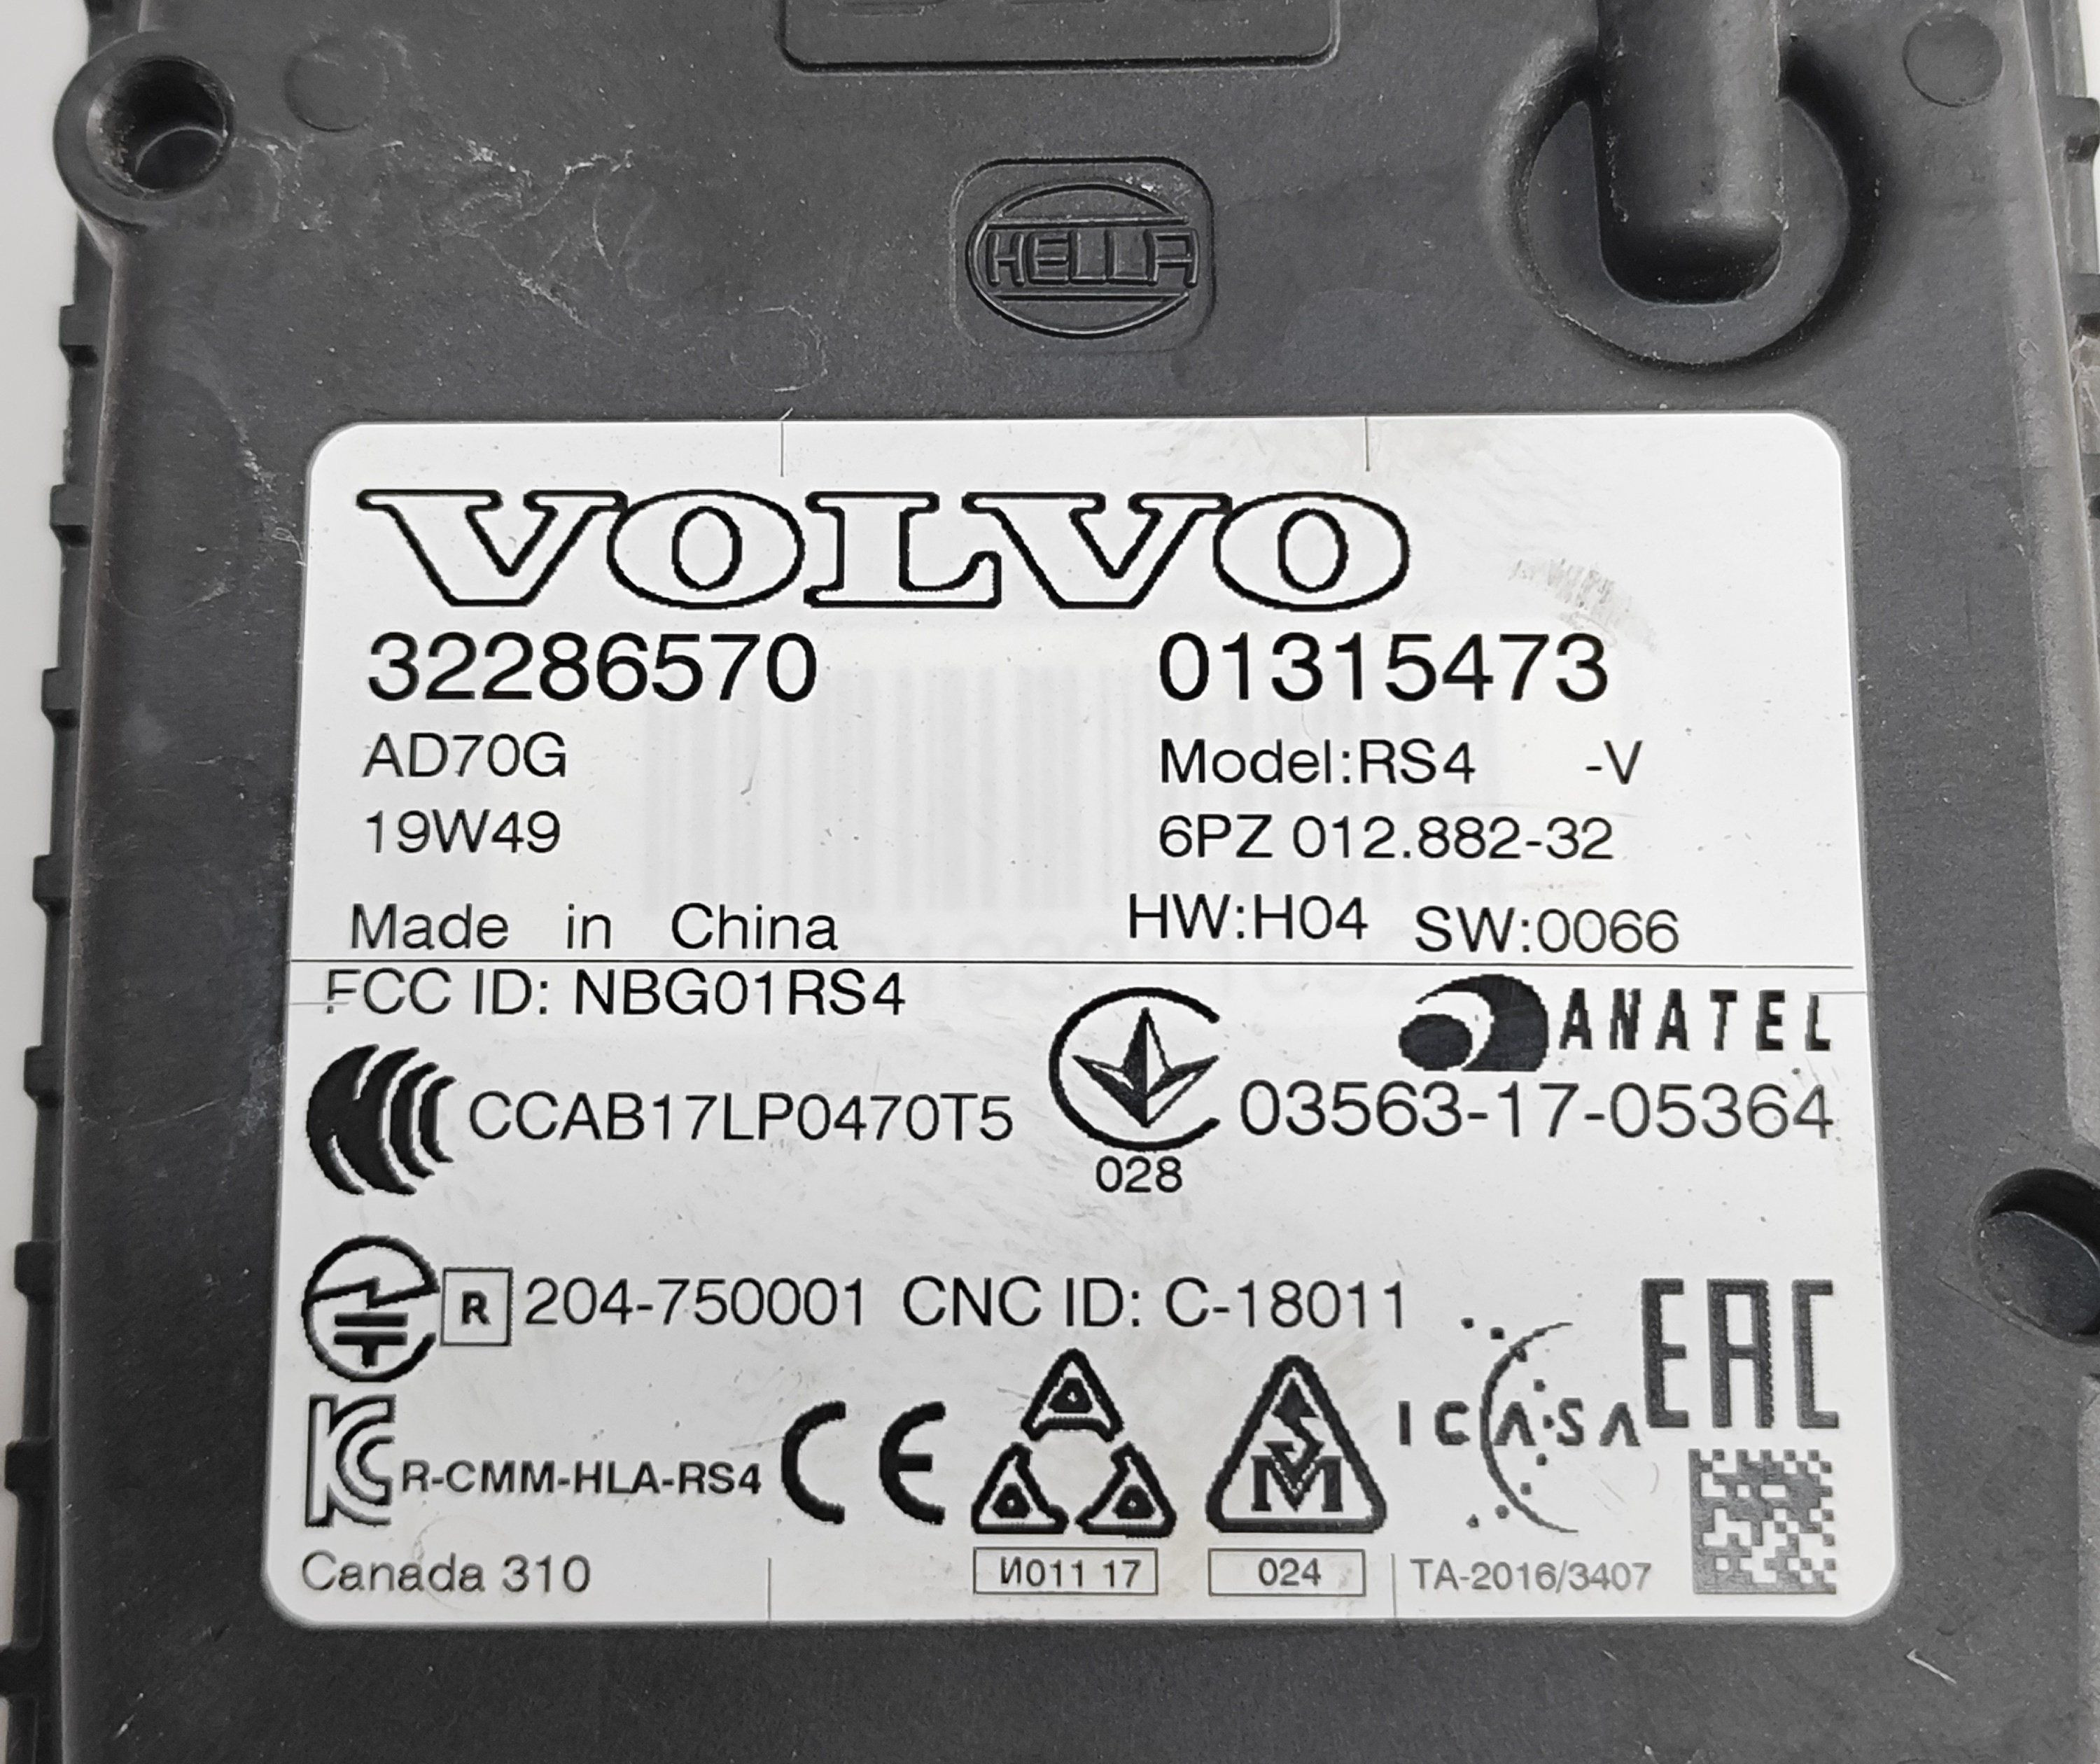 HELLA
VOLVO
32286570 01315473
AD70G Model:RS4 -V
19W49 6PZ 012.882-32
Made in China HW:H04 SW:0066
FCC ID: NBG01RS4 ANATEL
CCAB17LP0470T5 03563-17-05364
028
R 204-750001 CNC ID: C-18011 EAC
KC R-CMM-HLA-RS4 CE SM ICASA
Canada 310 И011 17 024 TA-2016/3407